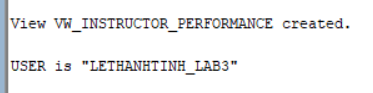 View VW_INSTRUCTOR_PERFORMANCE created.
USER is "LETHANHTINH_LAB3"